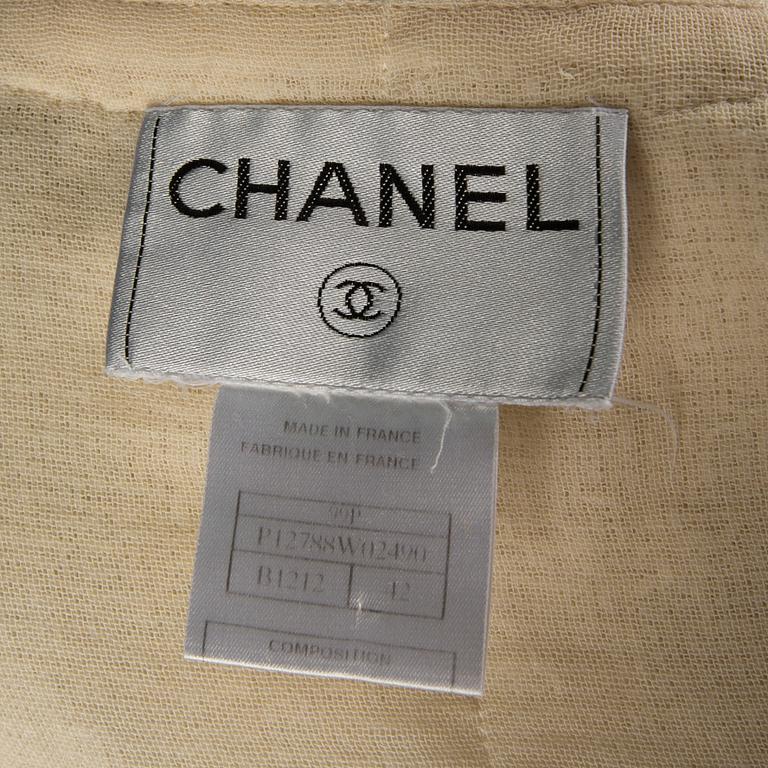 CHANEL
MADE IN FRANCE
FABRIQUE EN FRANCE
99P
P12788W02490
B1212 42
COMPOSITION